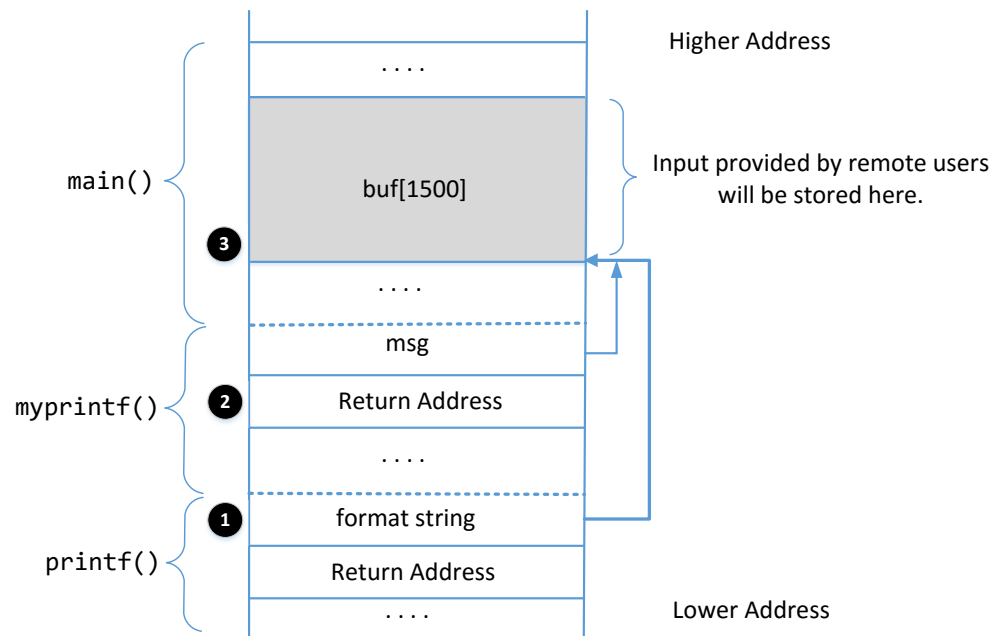 Higher Address
. . . .
main()
buf[1500]
Input provided by remote users
will be stored here.
3
. . . .
msg
myprintf()
2
Return Address
. . . .
1
format string
printf()
Return Address
. . . .
Lower Address